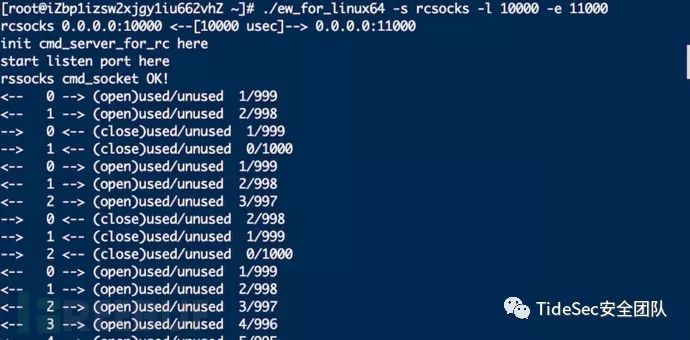 [root@iZbp1izsw2xjgy1iu662vhZ ~]# ./ew_for_linux64 -s rcsocks -l 10000 -e 11000
rcsocks 0.0.0.0:10000 <--[10000 usec]--> 0.0.0.0:11000
init cmd_server_for_rc here
start listen port here
rssocks cmd_socket OK!
<--   0 --> (open)used/unused  1/999
<--   1 --> (open)used/unused  2/998
-->   0 <-- (close)used/unused  1/999
-->   1 <-- (close)used/unused  0/1000
<--   0 --> (open)used/unused  1/999
<--   1 --> (open)used/unused  2/998
<--   2 --> (open)used/unused  3/997
-->   0 <-- (close)used/unused  2/998
-->   1 <-- (close)used/unused  1/999
-->   2 <-- (close)used/unused  0/1000
<--   0 --> (open)used/unused  1/999
<--   1 --> (open)used/unused  2/998
<--   2 --> (open)used/unused  3/997
<--   3 --> (open)used/unused  4/996
TideSec安全团队